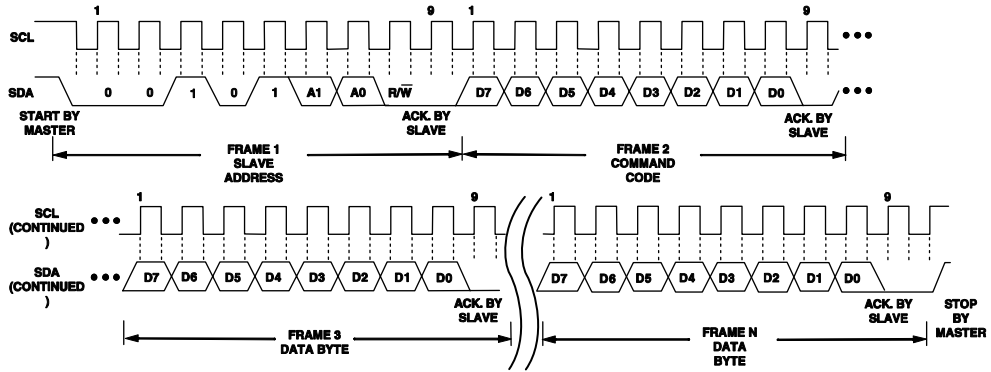 1 9 1 9
SCL
SDA 0 0 1 0 1 A1 A0 R/W D7 D6 D5 D4 D3 D2 D1 D0
START BY
MASTER
ACK. BY
SLAVE
ACK. BY
SLAVE
FRAME 1
SLAVE
ADDRESS
FRAME 2
COMMAND
CODE
1 9 1 9
SCL
(CONTINUED
)
SDA
(CONTINUED
)
D7 D6 D5 D4 D3 D2 D1 D0 D7 D6 D5 D4 D3 D2 D1 D0
ACK. BY
SLAVE
ACK. BY
SLAVE
STOP
BY
MASTER
FRAME 3
DATA BYTE
FRAME N
DATA
BYTE